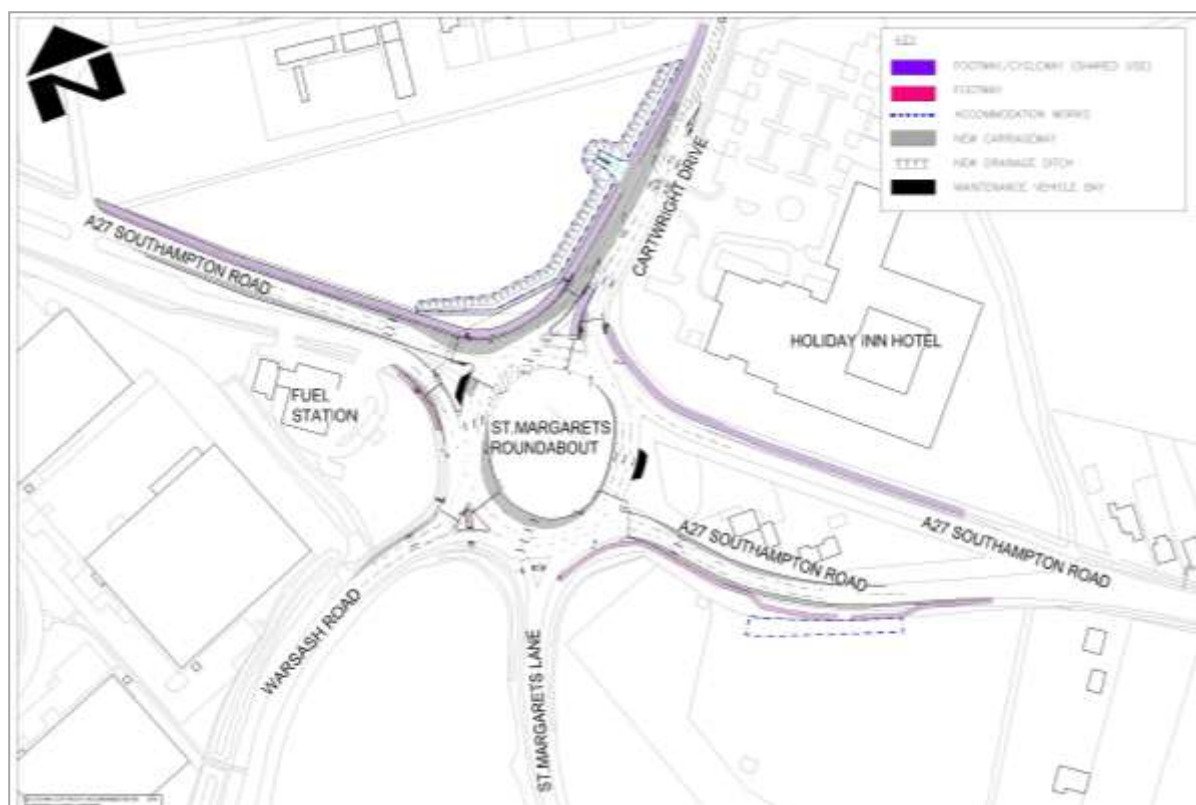 KEY
FOOTWAY/CYCLEWAY (SHARED USE)
FOOTWAY
ACCOMMODATION WORKS
NEW CARRIAGEWAY
NEW DRAINAGE DITCH
MAINTENANCE VEHICLE BAY
N
CARTWRIGHT DRIVE
A27 SOUTHAMPTON ROAD
HOLIDAY INN HOTEL
FUEL
STATION
ST.MARGARETS
ROUNDABOUT
A27 SOUTHAMPTON ROAD
A27 SOUTHAMPTON ROAD
WARSASH ROAD
ST.MARGARETS LANE